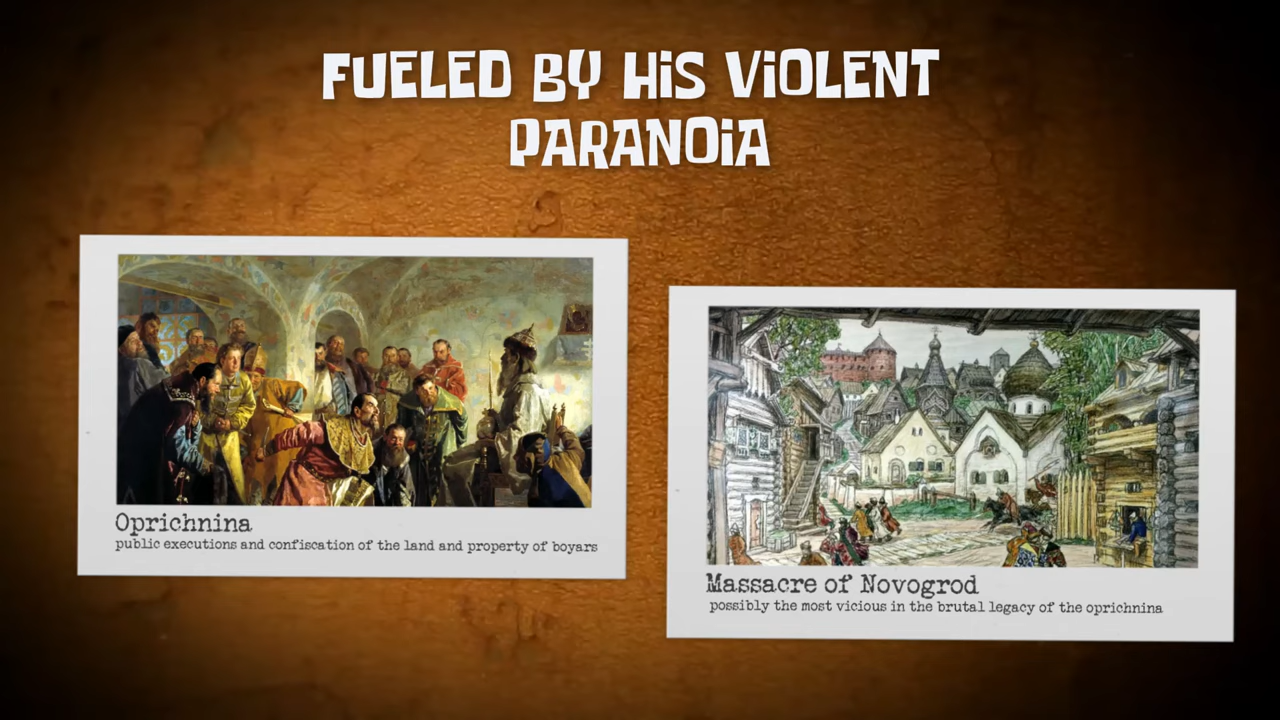 FUELED BY HiS ViOLENT
PARANOiA
Oprichnina
public executions and confiscation of the land and property of boyars
Massacre of Novogrod
possibly the most vicious in the brutal legacy of the oprichnina